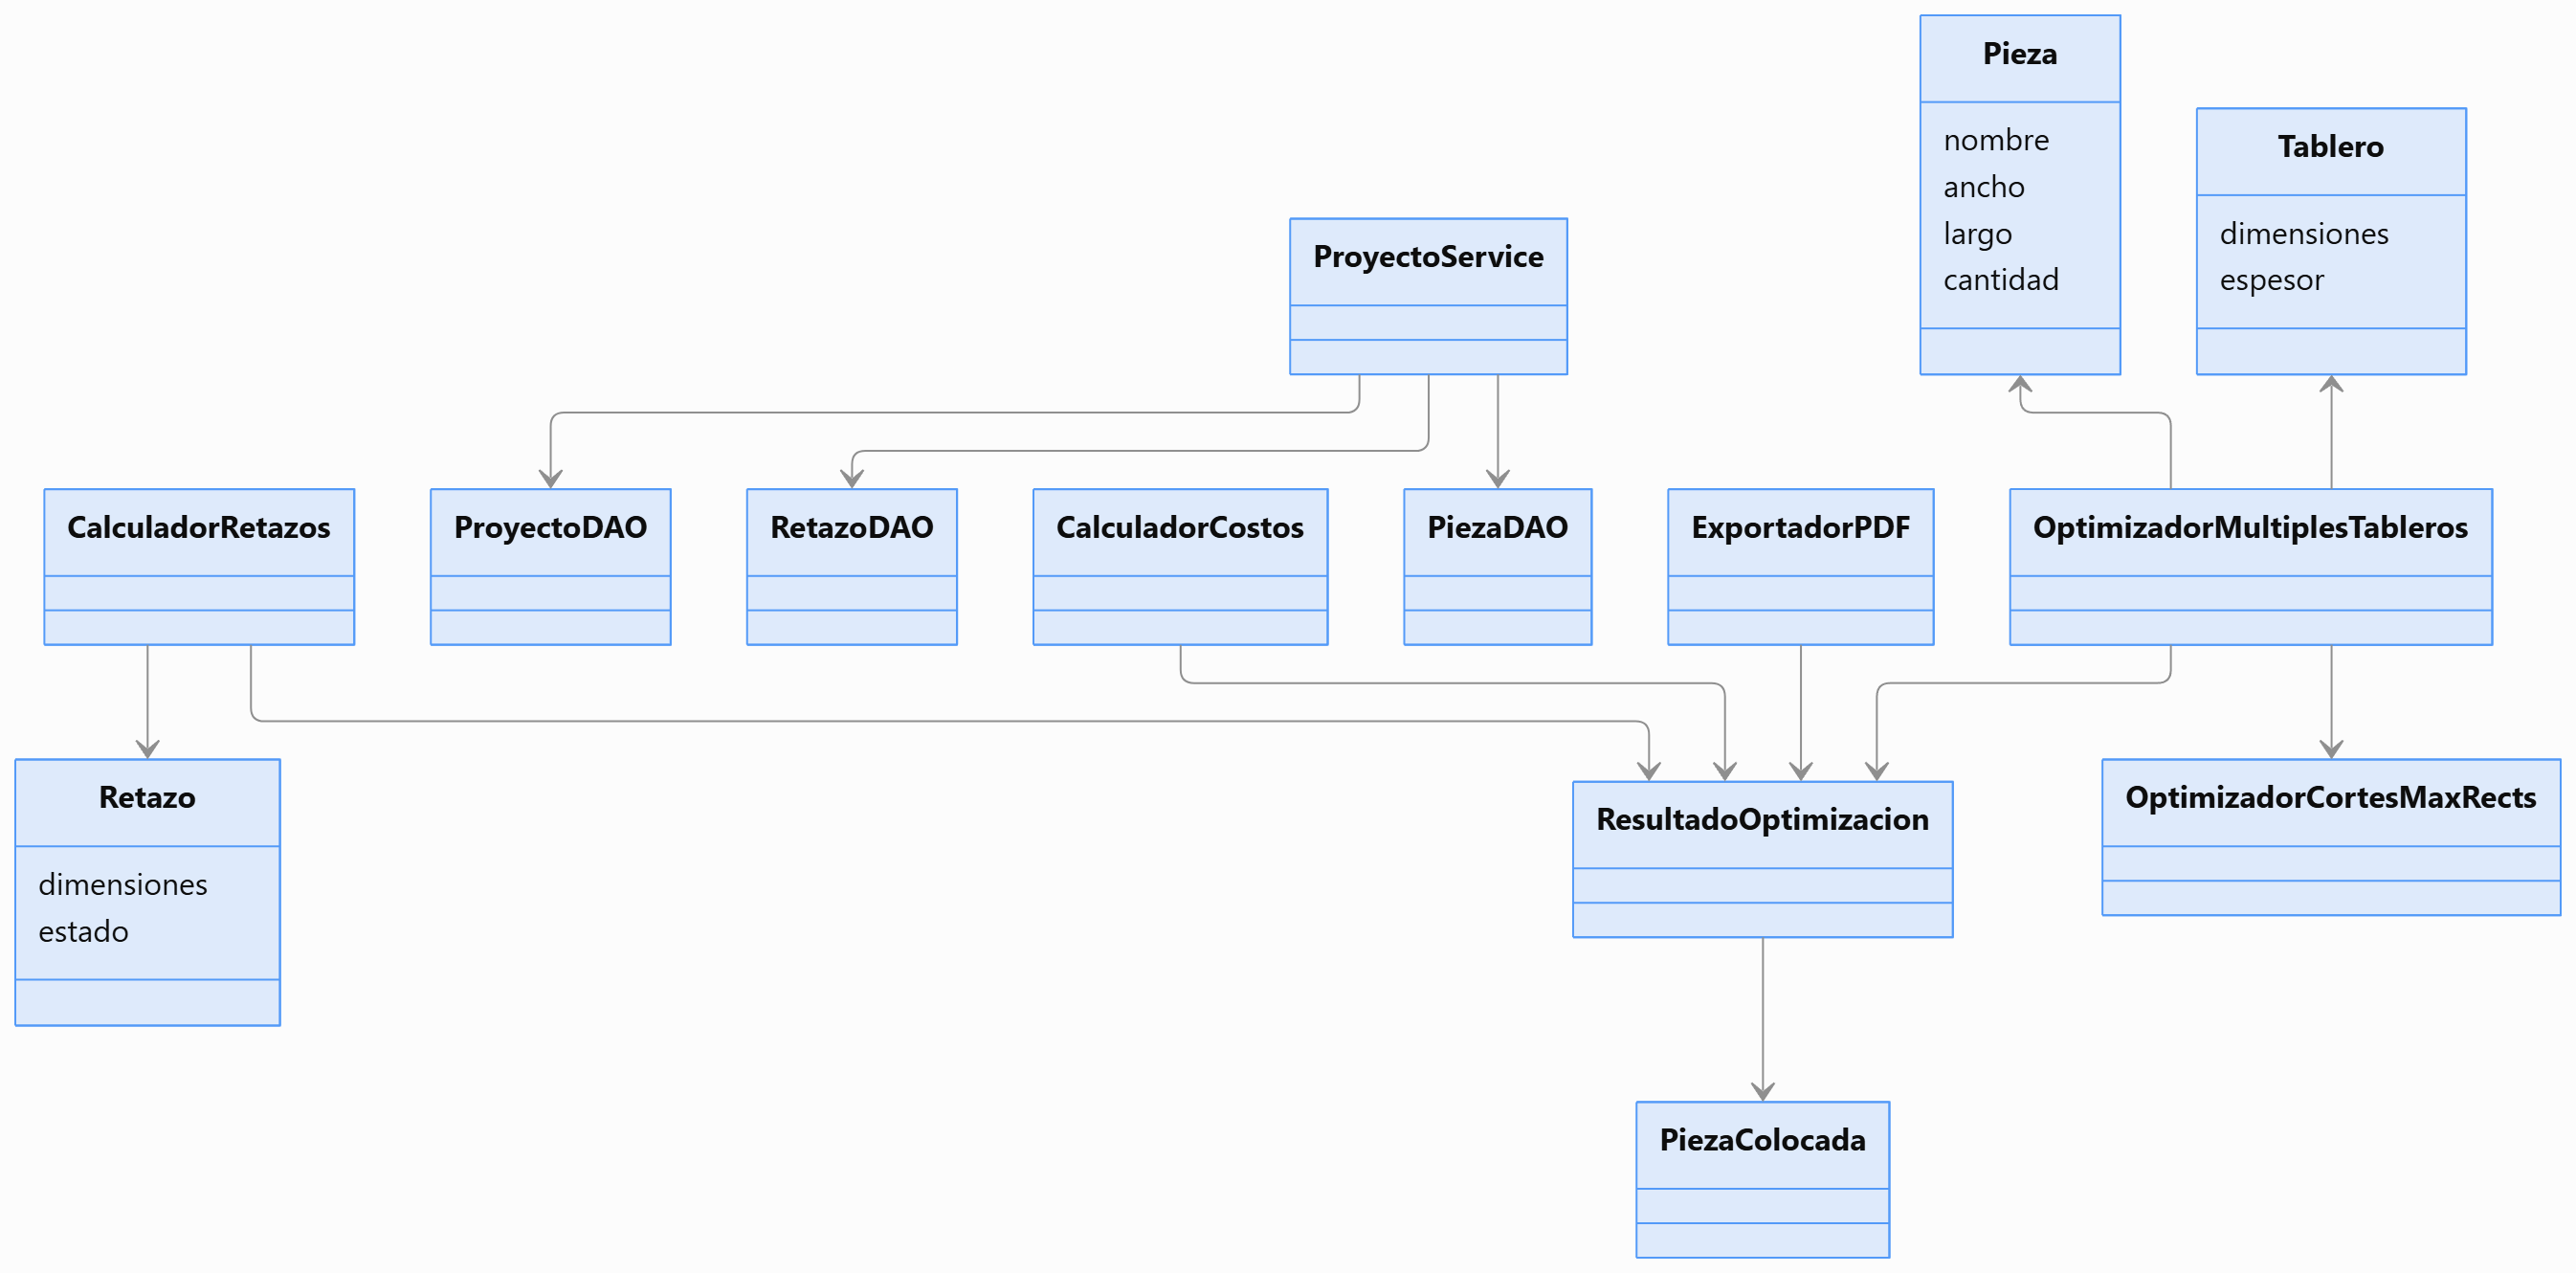 Pieza
nombre
ancho
largo
cantidad
Tablero
dimensiones
espesor
ProyectoService
CalculadorRetazos
ProyectoDAO
RetazoDAO
CalculadorCostos
PiezaDAO
ExportadorPDF
OptimizadorMultiplesTableros
Retazo
dimensiones
estado
ResultadoOptimizacion
OptimizadorCortesMaxRects
PiezaColocada